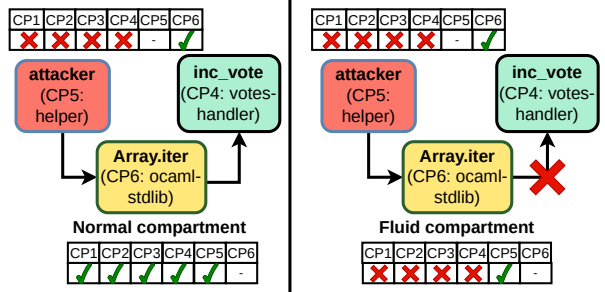 CP1 CP2 CP3 CP4 CP5 CP6
-
attacker
(CP5:
helper)
inc_vote
(CP4: votes-
handler)
Array.iter
(CP6: ocaml-
stdlib)
Normal compartment
CP1 CP2 CP3 CP4 CP5 CP6
-
CP1 CP2 CP3 CP4 CP5 CP6
-
attacker
(CP5:
helper)
inc_vote
(CP4: votes-
handler)
Array.iter
(CP6: ocaml-
stdlib)
Fluid compartment
CP1 CP2 CP3 CP4 CP5 CP6
-